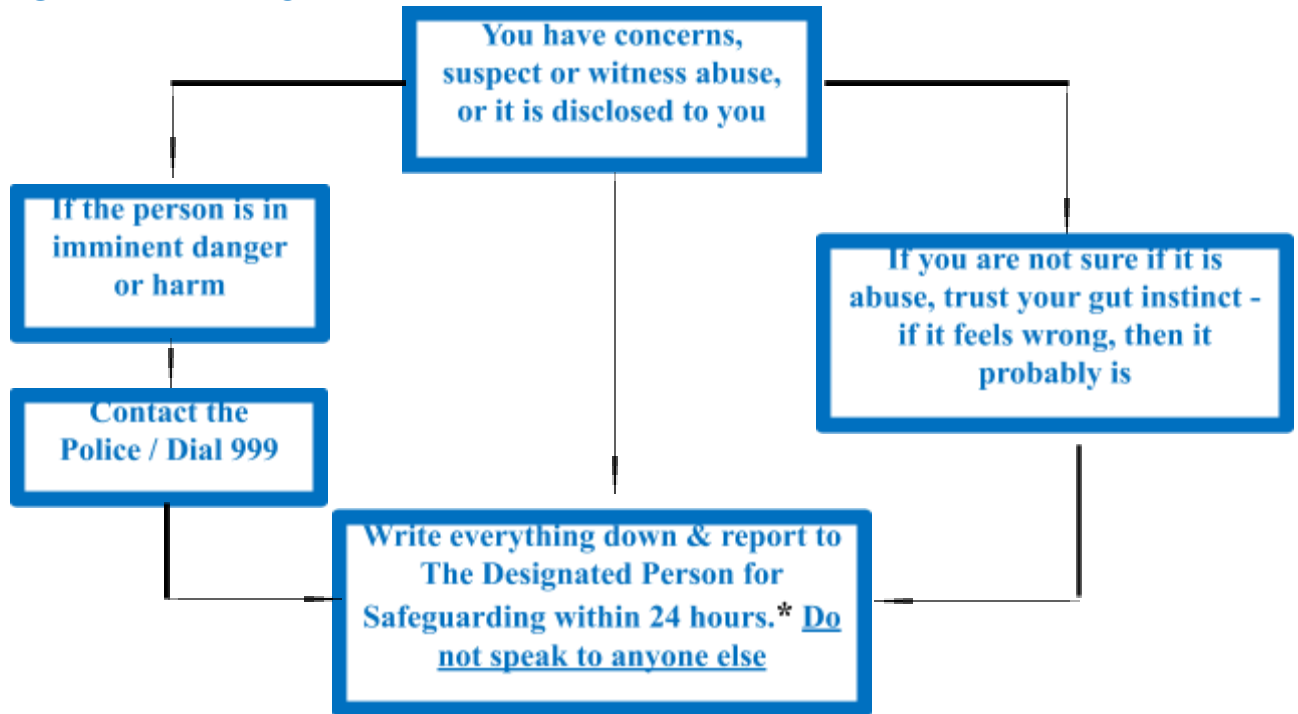 You have concerns,
suspect or witness abuse,
or it is disclosed to you
If the person is in
imminent danger
or harm
If you are not sure if it is
abuse, trust your gut instinct -
if it feels wrong, then it
probably is
Contact the
Police / Dial 999
Write everything down & report to
The Designated Person for
Safeguarding within 24 hours.* Do
not speak to anyone else